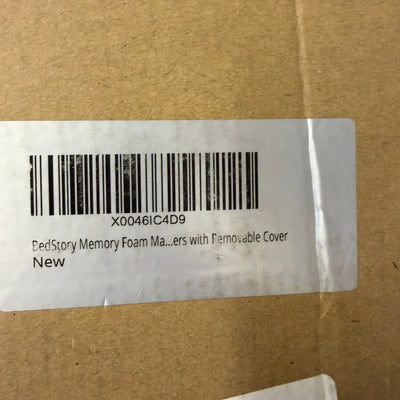 X0046IC4D9
BedStory Memory Foam Ma...ers with Removable Cover
New